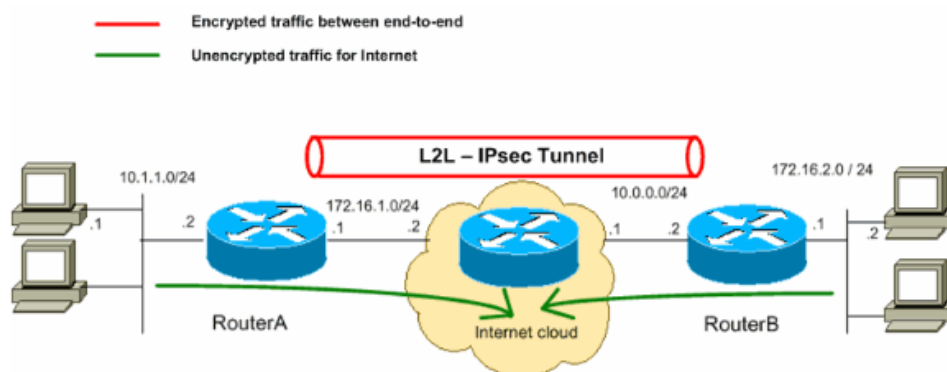 Encrypted traffic between end-to-end
Unencrypted traffic for Internet
L2L – IPsec Tunnel
10.1.1.0/24
172.16.1.0/24
10.0.0.0/24
172.16.2.0 / 24
.1
.2
.1
.2
.1
.2
.1
.2
RouterA
Internet cloud
RouterB